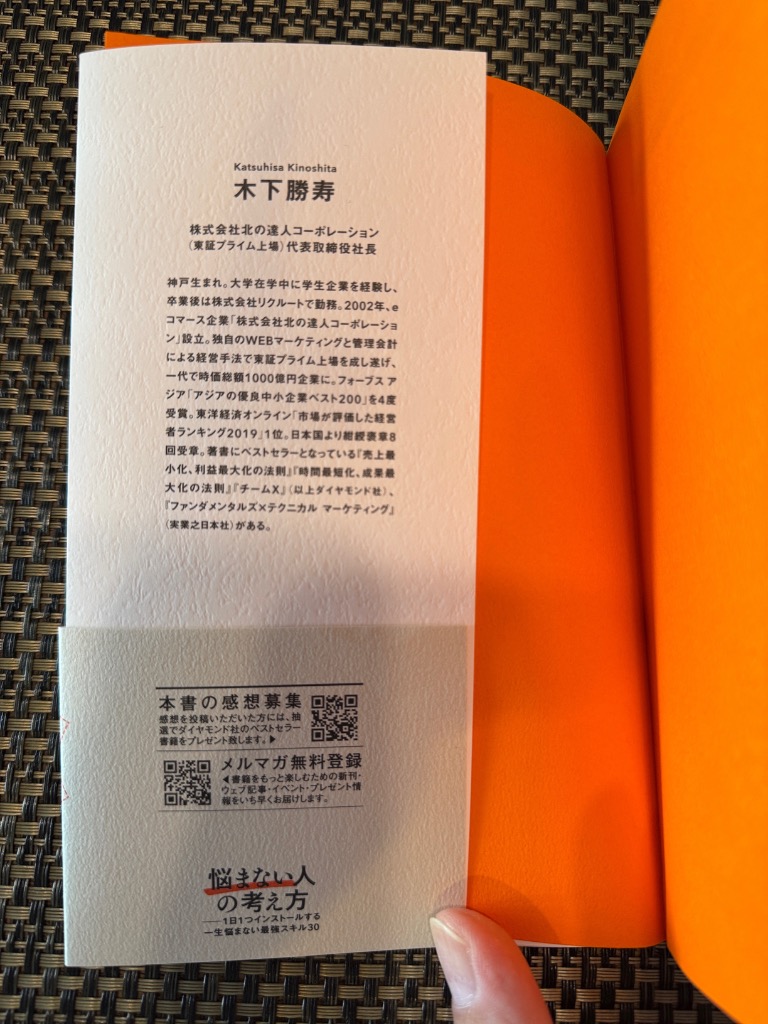 Katsuhisa Kinoshita
木下勝寿
株式会社北の達人コーポレーション
（東証プライム上場）代表取締役社長
神戸生まれ。大学在学中に学生企業を経験し、
卒業後は株式会社リクルートで勤務。2002年、e
コマース企業「株式会社北の達人コーポレーショ
ン」設立。独自のWEBマーケティングと管理会計
による経営手法で東証プライム上場を成し遂げ、
一代で時価総額1000億円企業に。フォーブス ア
ジア「アジアの優良中小企業ベスト200」を4度
受賞。東洋経済オンライン「市場が評価した経営
者ランキング2019」1位。日本国より紺綬褒章8
回受章。著書にベストセラーとなっている『売上最
小化、利益最大化の法則』『時間最短化、成果最
大化の法則』『チームX』（以上ダイヤモンド社）、
『ファンダメンタルズ×テクニカル マーケティング』
（実業之日本社）がある。
本書の感想募集
感想を投稿いただいた方には、抽
選でダイヤモンド社のベストセラー
書籍をプレゼント致します。▶
メルマガ無料登録
◀書籍をもっと楽しむための新刊・
ウェブ記事・イベント・プレゼント情
報をいち早くお届けします。
悩まない人
の考え方
――1日1つインストールする
一生悩まない最強スキル30